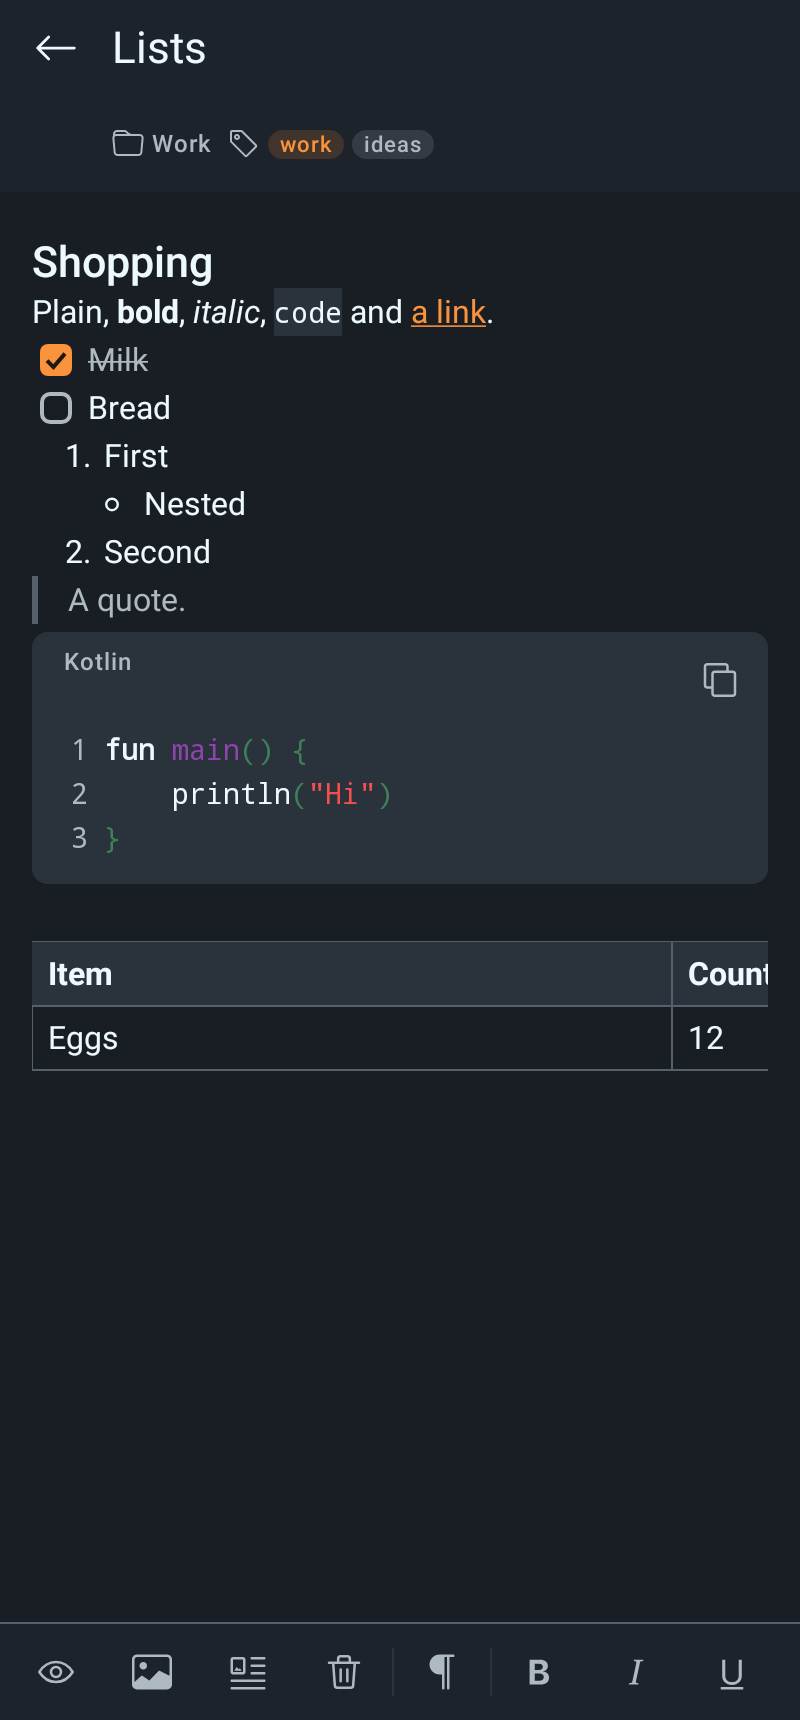 Lists
Work work ideas
Shopping
Plain, bold, italic, code and a link.
Milk
Bread
1. First
Nested
2. Second
A quote.
Kotlin
1 fun main() {
2     println("Hi")
3 }
Item Count
Eggs 12
¶ B I U